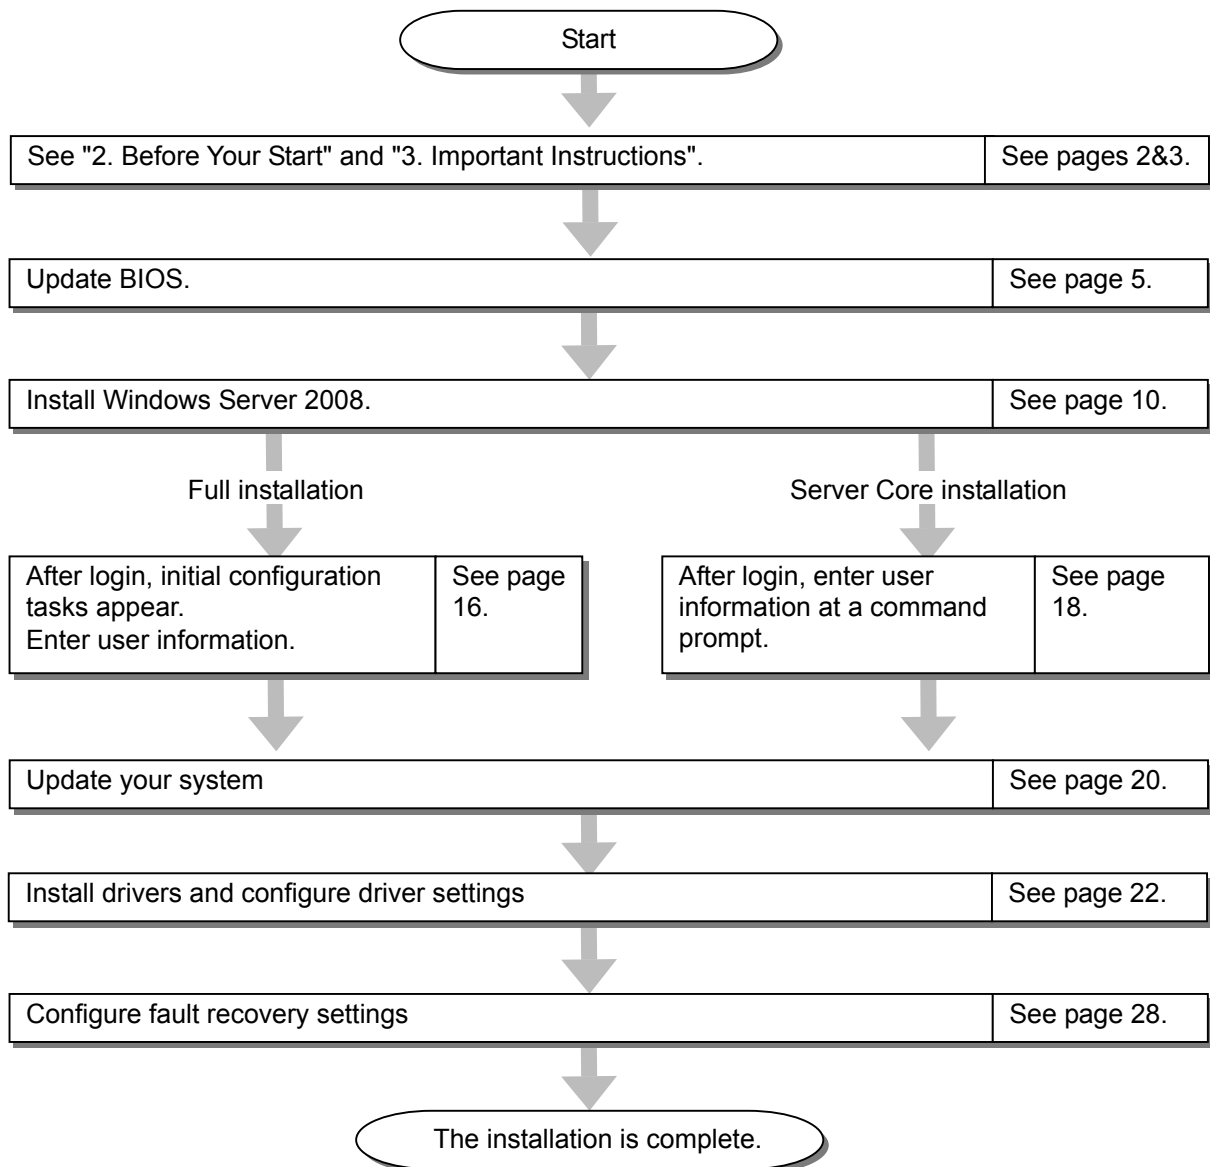 Start
See "2. Before Your Start" and "3. Important Instructions".
See pages 2&3.
Update BIOS.
See page 5.
Install Windows Server 2008.
See page 10.
Full installation
Server Core installation
After login, initial configuration
tasks appear.
Enter user information.
See page
16.
After login, enter user
information at a command
prompt.
See page
18.
Update your system
See page 20.
Install drivers and configure driver settings
See page 22.
Configure fault recovery settings
See page 28.
The installation is complete.